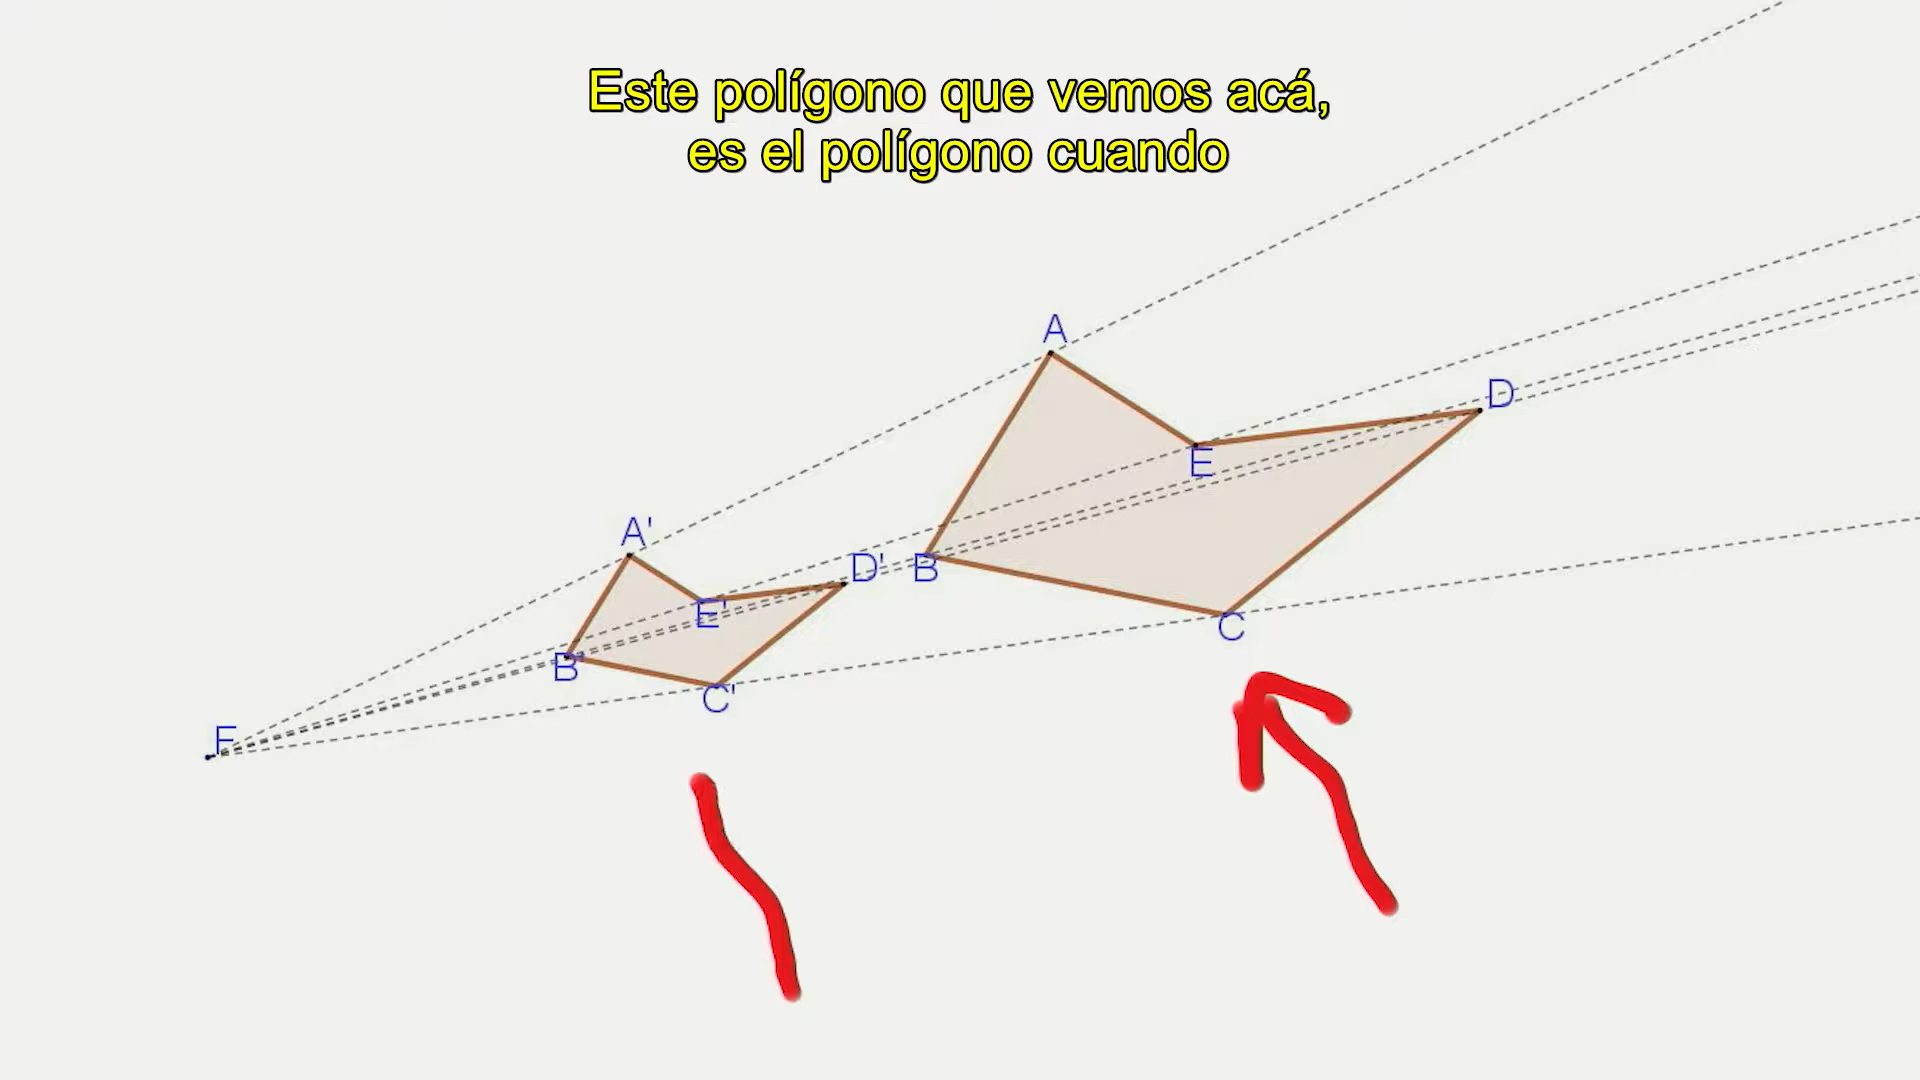 Este polígono que vemos acá,
es el polígono cuando
A
D
E
A'
D'
B
E'
C
B'
C'
F